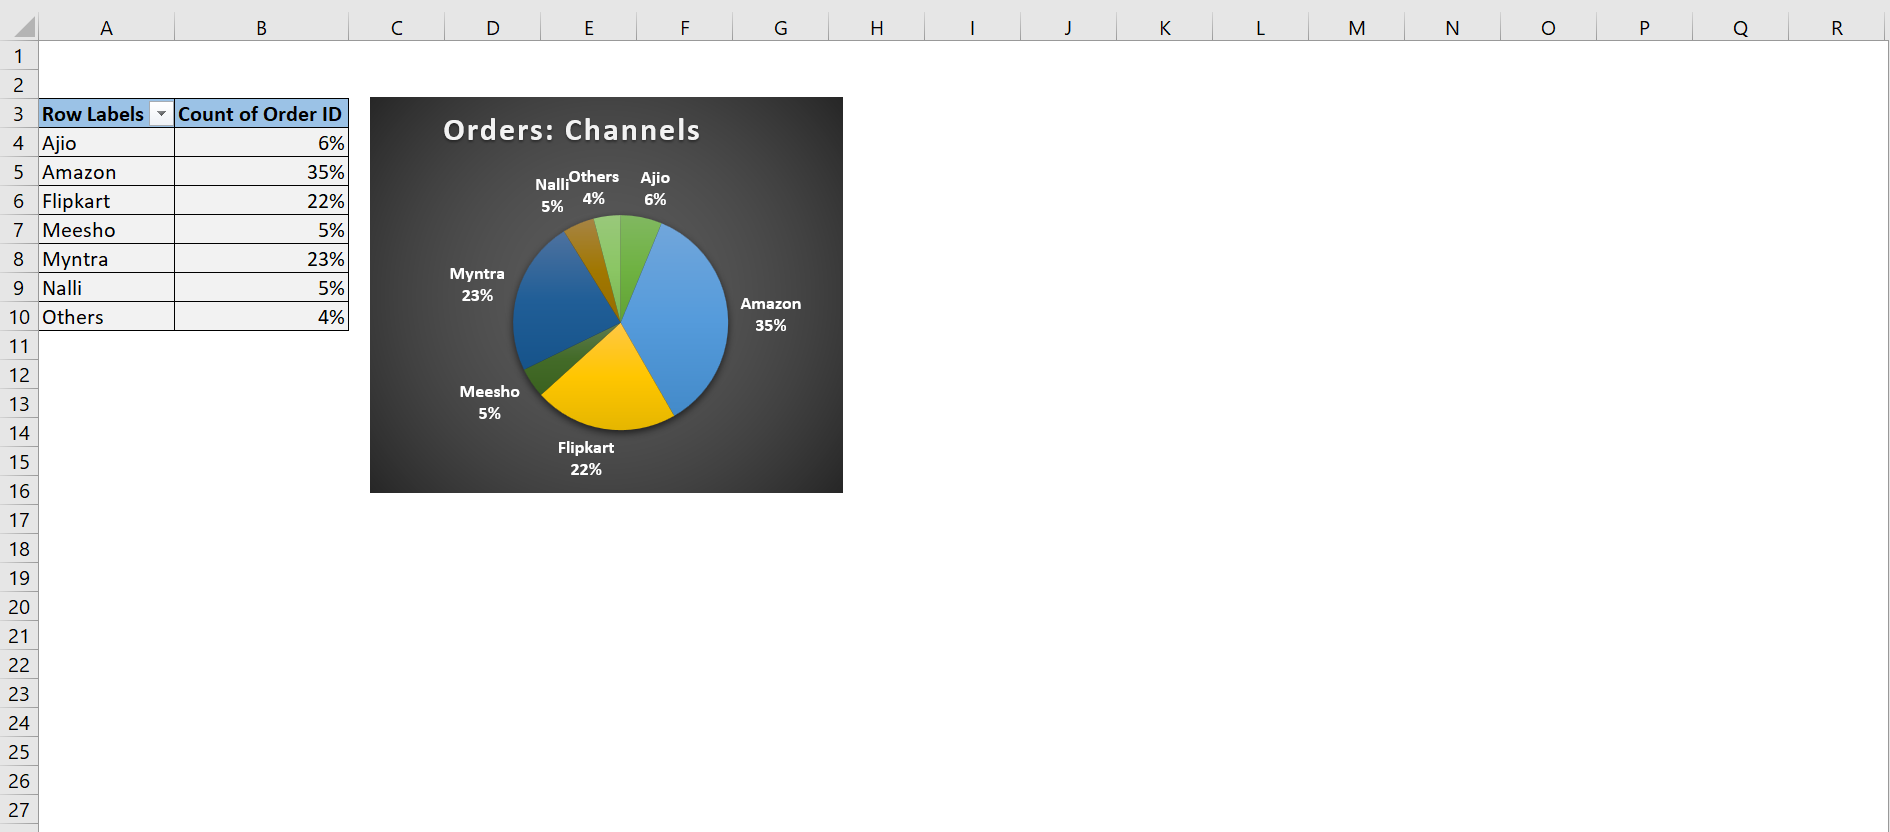 A B C D E F G H I J K L M N O P Q R
1
2
3 Row Labels Count of Order ID
4 Ajio 6%
5 Amazon 35%
6 Flipkart 22%
7 Meesho 5%
8 Myntra 23%
9 Nalli 5%
10 Others 4%
11
12
13
14
15
16
17
18
19
20
21
22
23
24
25
26
27
Orders: Channels
Nalli
5%
Others
4%
Ajio
6%
Myntra
23%
Amazon
35%
Meesho
5%
Flipkart
22%